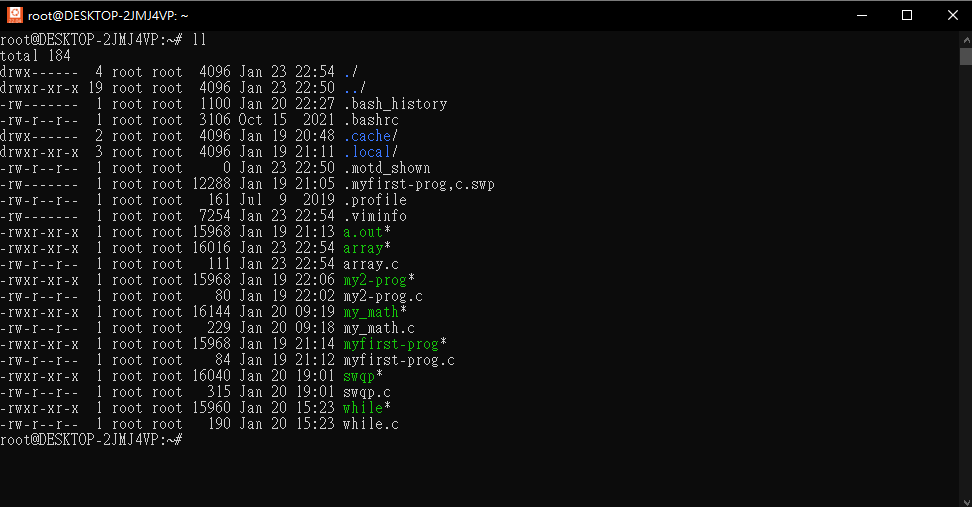 root@DESKTOP-2JMJ4VP: ~
root@DESKTOP-2JMJ4VP:~# ll
total 184
drwx------  4 root root  4096 Jan 23 22:54 ./
drwxr-xr-x 19 root root  4096 Jan 23 22:50 ../
-rw-------  1 root root  1100 Jan 20 22:27 .bash_history
-rw-r--r--  1 root root  3106 Oct 15  2021 .bashrc
drwx------  2 root root  4096 Jan 19 20:48 .cache/
drwxr-xr-x  3 root root  4096 Jan 19 21:11 .local/
-rw-r--r--  1 root root     0 Jan 23 22:50 .motd_shown
-rw-------  1 root root 12288 Jan 19 21:05 .myfirst-prog,c.swp
-rw-r--r--  1 root root   161 Jul  9  2019 .profile
-rw-------  1 root root  7254 Jan 23 22:54 .viminfo
-rwxr-xr-x  1 root root 15968 Jan 19 21:13 a.out*
-rwxr-xr-x  1 root root 16016 Jan 23 22:54 array*
-rw-r--r--  1 root root   111 Jan 23 22:54 array.c
-rwxr-xr-x  1 root root 15968 Jan 19 22:06 my2-prog*
-rw-r--r--  1 root root    80 Jan 19 22:02 my2-prog.c
-rwxr-xr-x  1 root root 16144 Jan 20 09:19 my_math*
-rw-r--r--  1 root root   229 Jan 20 09:18 my_math.c
-rwxr-xr-x  1 root root 15968 Jan 19 21:14 myfirst-prog*
-rw-r--r--  1 root root    84 Jan 19 21:12 myfirst-prog.c
-rwxr-xr-x  1 root root 16040 Jan 20 19:01 swqp*
-rw-r--r--  1 root root   315 Jan 20 19:01 swqp.c
-rwxr-xr-x  1 root root 15960 Jan 20 15:23 while*
-rw-r--r--  1 root root   190 Jan 20 15:23 while.c
root@DESKTOP-2JMJ4VP:~#